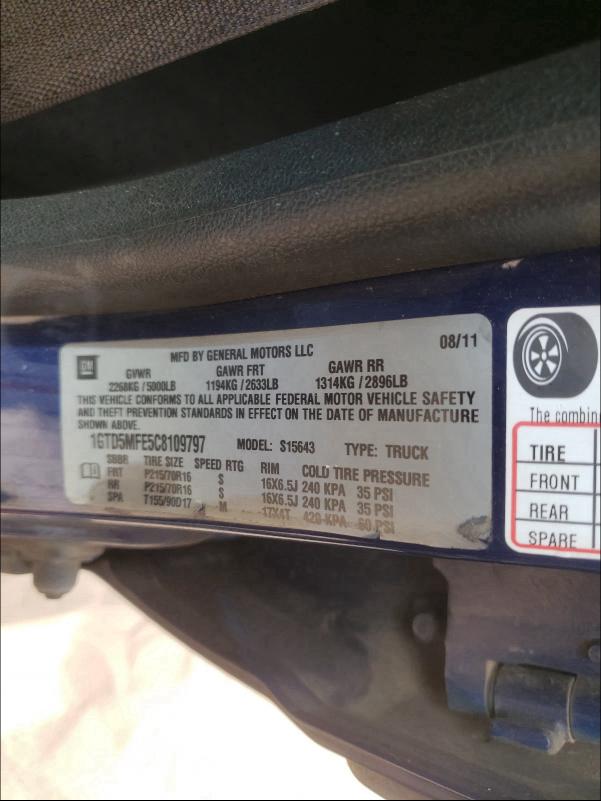 GM
MFD BY GENERAL MOTORS LLC
08/11
GVWR GAWR FRT GAWR RR
2268KG / 5000LB 1194KG / 2633LB 1314KG / 2896LB
THIS VEHICLE CONFORMS TO ALL APPLICABLE FEDERAL MOTOR VEHICLE SAFETY
AND THEFT PREVENTION STANDARDS IN EFFECT ON THE DATE OF MANUFACTURE
SHOWN ABOVE.
1GTD5MFE5C8109797 MODEL: S15643 TYPE: TRUCK
SBBR TIRE SIZE SPEED RTG RIM COLD TIRE PRESSURE
FRT P215/70R16 S 16X6.5J 240 KPA 35 PSI
RR P215/70R16 S 16X6.5J 240 KPA 35 PSI
SPA T155/90D17 M 17X4T 420 KPA 60 PSI
The combin
TIRE
FRONT
REAR
SPARE